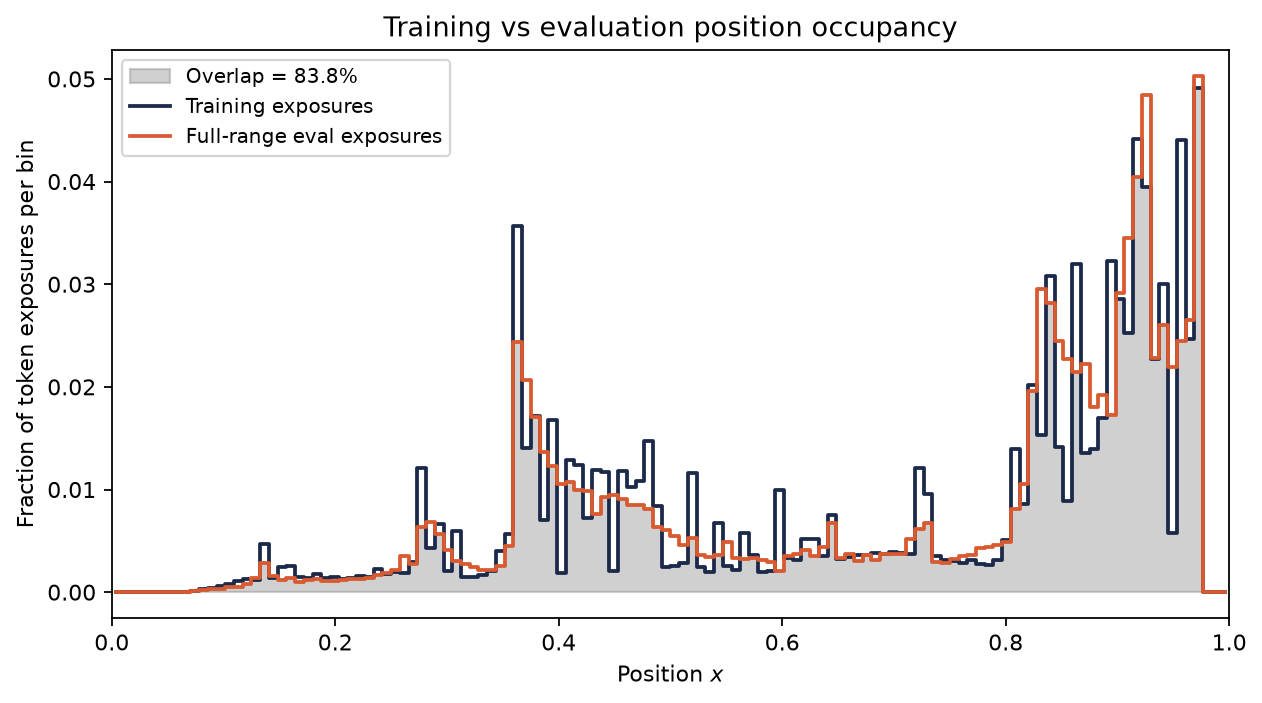 Training vs evaluation position occupancy
Overlap = 83.8%
Training exposures
Full-range eval exposures
Fraction of token exposures per bin
0.05
0.04
0.03
0.02
0.01
0.00
0.0 0.2 0.4 0.6 0.8 1.0
Position x